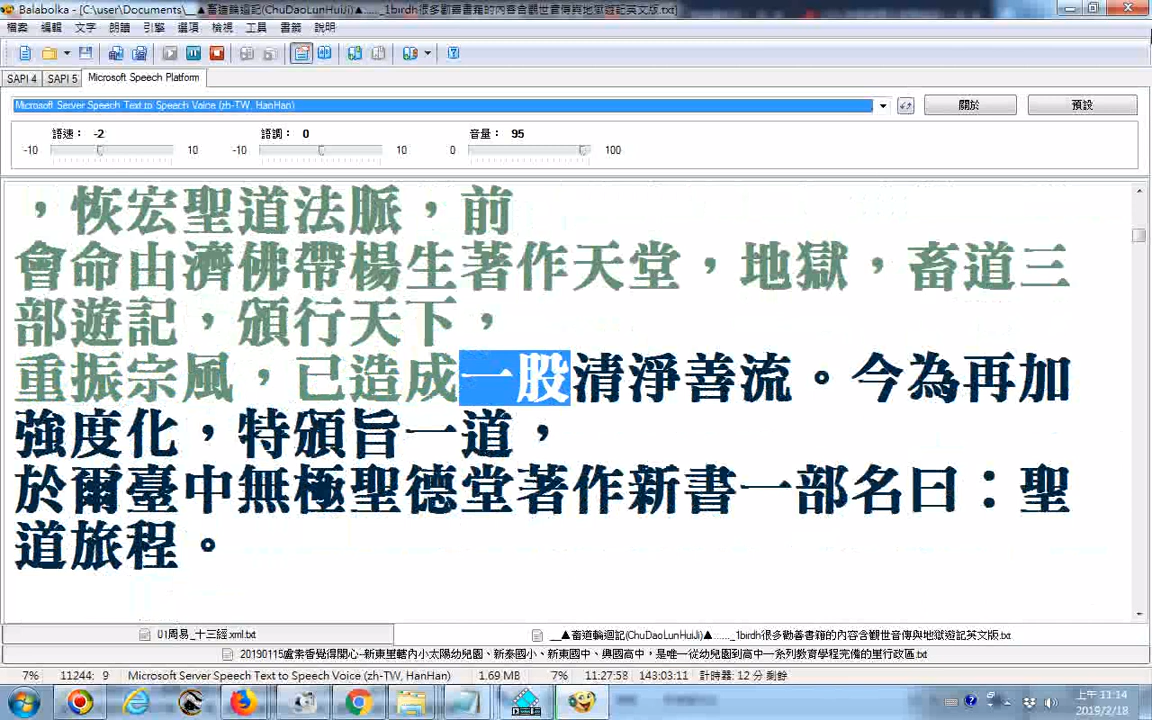 Balabolka - [C:\user\Documents\__▲畜道輪迴記(ChuDaoLunHuiJi)▲......_1birdh很多勸善書籍的內容含觀世音傳與地獄遊記英文版.txt]
檔案 編輯 文字 朗讀 引擎 選項 檢視 工具 書籤 說明
SAPI 4 SAPI 5 Microsoft Speech Platform
Microsoft Server Speech Text to Speech Voice (zh-TW, HanHan)
關於 預設
語速： -2 語調： 0 音量： 95
-10 10 -10 10 0 100
，恢宏聖道法脈，前
會命由濟佛帶楊生著作天堂，地獄，畜道三
部遊記，頒行天下，
重振宗風，已造成一股清淨善流。今為再加
強度化，特頒旨一道，
於爾臺中無極聖德堂著作新書一部名曰：聖
道旅程。
01周易_十三經.xml.txt
__▲畜道輪迴記(ChuDaoLunHuiJi)▲......_1birdh很多勸善書籍的內容含觀世音傳與地獄遊記英文版.txt
20190115盧素香覺得開心-新東里轄內小太陽幼兒園、新泰國小、新東國中、興國高中，是唯一從幼兒園到高中一系列教育學程完備的里行政區.txt
7% 11244: 9 Microsoft Server Speech Text to Speech Voice (zh-TW, HanHan) 1.69 MB 7% 11:27:58 143:03:11 計時器: 12 分 剩餘
上午 11:14
2019/2/18